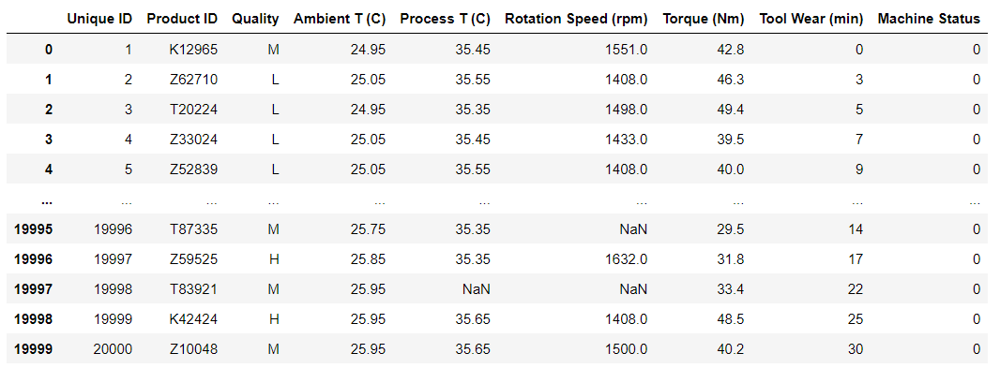 Unique ID Product ID Quality Ambient T (C) Process T (C) Rotation Speed (rpm) Torque (Nm) Tool Wear (min) Machine Status
0 1 K12965 M 24.95 35.45 1551.0 42.8 0 0
1 2 Z62710 L 25.05 35.55 1408.0 46.3 3 0
2 3 T20224 L 24.95 35.35 1498.0 49.4 5 0
3 4 Z33024 L 25.05 35.45 1433.0 39.5 7 0
4 5 Z52839 L 25.05 35.55 1408.0 40.0 9 0
... ... ... ... ... ... ... ... ... ...
19995 19996 T87335 M 25.75 35.35 NaN 29.5 14 0
19996 19997 Z59525 H 25.85 35.35 1632.0 31.8 17 0
19997 19998 T83921 M 25.95 NaN NaN 33.4 22 0
19998 19999 K42424 H 25.95 35.65 1408.0 48.5 25 0
19999 20000 Z10048 M 25.95 35.65 1500.0 40.2 30 0